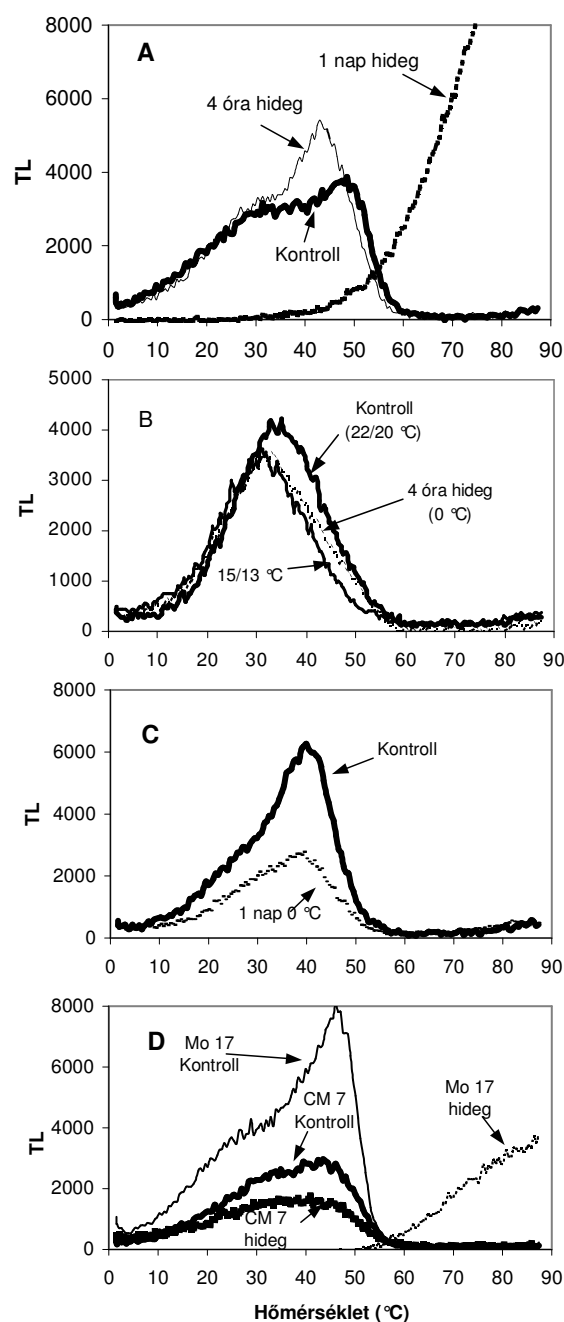 8000
A
1 nap hideg
6000
4 óra hideg
TL
4000
2000
Kontroll
0
0 10 20 30 40 50 60 70 80 90
5000
B
Kontroll
(22/20 °C)
4000
3000
TL
4 óra hideg
(0 °C)
2000
15/13 °C
1000
0
0 10 20 30 40 50 60 70 80 90
8000
C
Kontroll
6000
TL
4000
2000
1 nap 0 °C
0
0 10 20 30 40 50 60 70 80 90
8000
D
Mo 17
Kontroll
6000
CM 7
Kontroll
Mo 17
hideg
TL
4000
2000
CM 7
hideg
0
0 10 20 30 40 50 60 70 80 90
Hőmérséklet (°C)